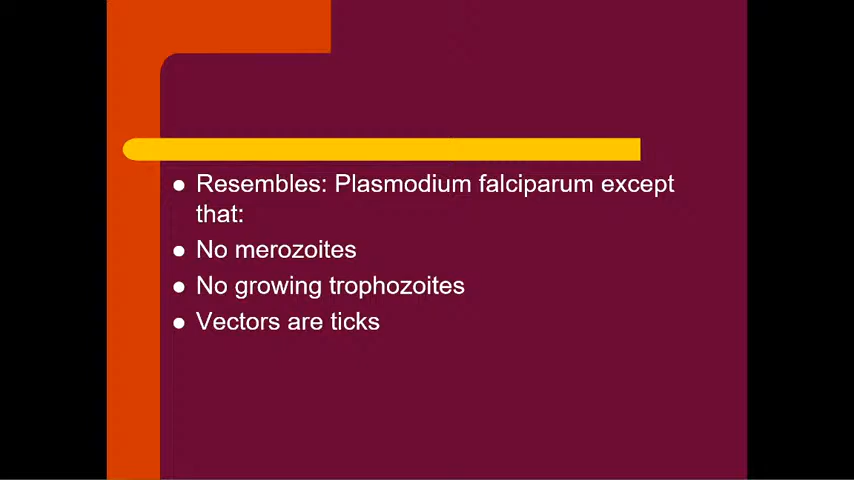 ● Resembles: Plasmodium falciparum except
that:
● No merozoites
● No growing trophozoites
● Vectors are ticks